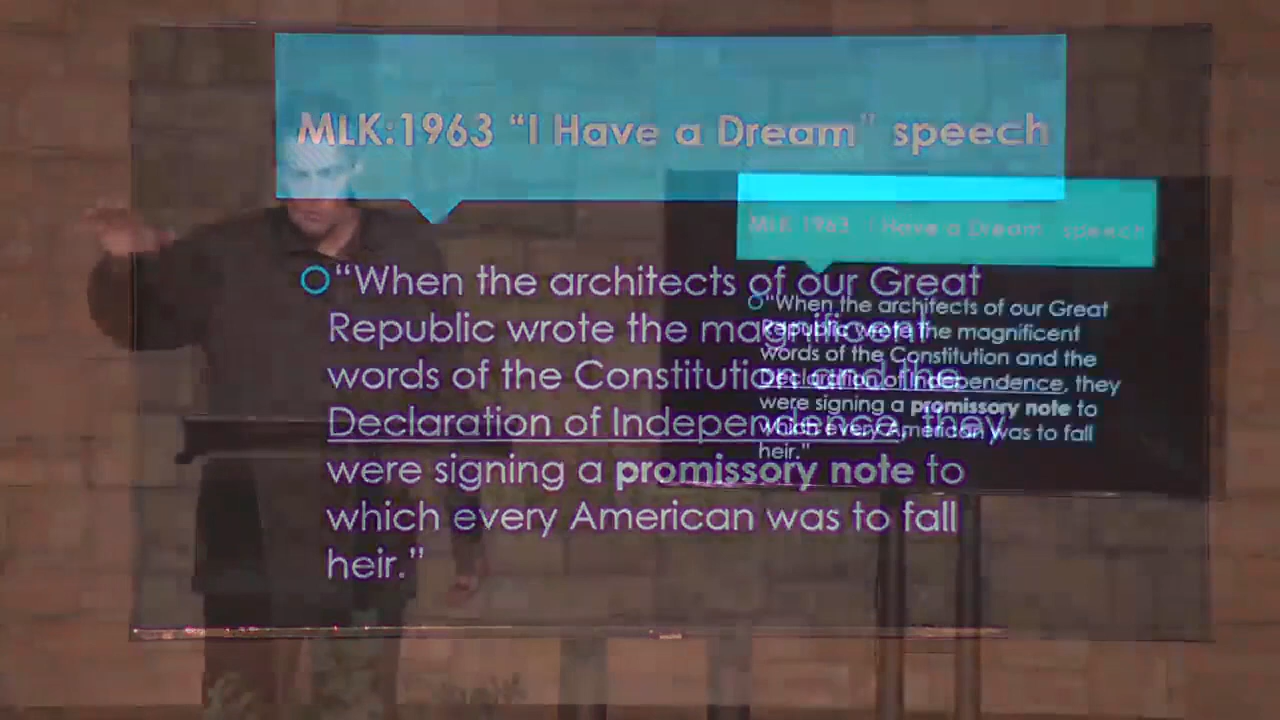 MLK:1963 “I Have a Dream” speech
“When the architects of our Great
Republic wrote the magnificent
words of the Constitution and the
Declaration of Independence, they
were signing a promissory note to
which every American was to fall
heir.”
MLK 1963 I Have a Dream speech
“When the architects of our Great
Republic wrote the magnificent
words of the Constitution and the
Declaration of Independence, they
were signing a promissory note to
which every American was to fall
heir.”